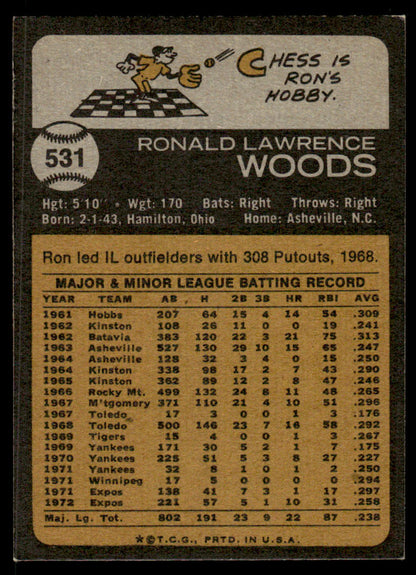 CHESS IS
RON'S
HOBBY.
531
RONALD LAWRENCE
WOODS
Hgt: 5'10" • Wgt: 170 Bats: Right Throws: Right
Born: 2-1-43, Hamilton, Ohio Home: Asheville, N.C.
Ron led IL outfielders with 308 Putouts, 1968.
MAJOR & MINOR LEAGUE BATTING RECORD
YEAR TEAM AB H 2B 3B HR RBI AVG
1961 Hobbs 207 64 15 4 14 54 .309
1962 Kinston 108 26 11 0 0 19 .241
1962 Batavia 383 120 22 3 21 75 .313
1963 Asheville 527 130 29 10 15 65 .247
1964 Asheville 128 32 3 4 0 15 .250
1964 Kinston 338 98 17 2 7 43 .290
1965 Kinston 362 89 12 2 8 47 .246
1966 Rocky Mt. 499 132 24 8 11 48 .265
1967 M'tgomery 371 110 21 4 10 51 .296
1967 Toledo 17 3 0 0 0 1 .176
1968 Toledo 500 146 23 7 16 58 .292
1969 Tigers 15 4 0 0 1 3 .267
1969 Yankees 171 30 5 2 1 7 .175
1970 Yankees 225 51 5 3 8 27 .227
1971 Yankees 32 8 1 0 1 2 .250
1971 Winnipeg 17 5 0 0 0 0 .294
1971 Expos 138 41 7 3 1 17 .297
1972 Expos 221 57 5 1 10 31 .258
Maj. Lg. Tot. 802 191 23 9 22 87 .238
★©T.C.G., PRTD. IN U.S.A.